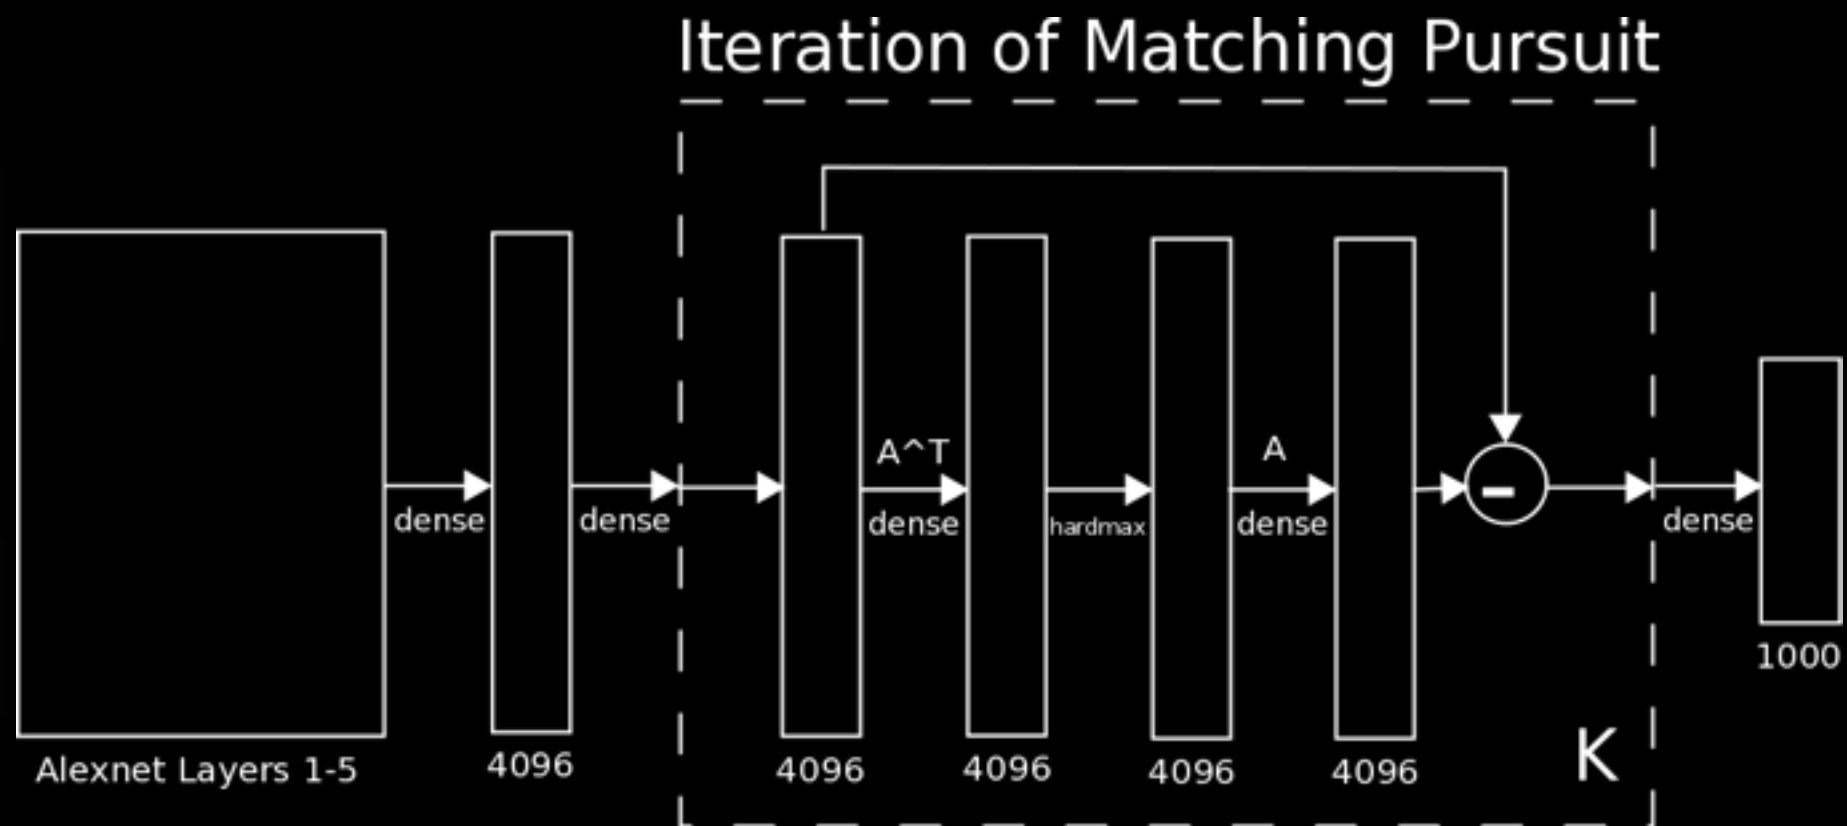 Iteration of Matching Pursuit
A^T
A
dense
dense
dense
hardmax
dense
dense
-
K
1000
Alexnet Layers 1-5
4096
4096
4096
4096
4096